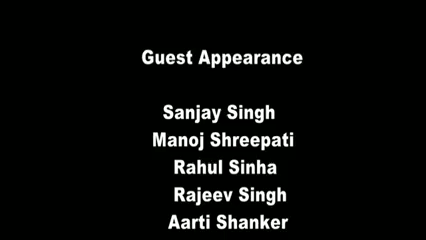 Guest Appearance
Sanjay Singh
Manoj Shreepati
Rahul Sinha
Rajeev Singh
Aarti Shanker